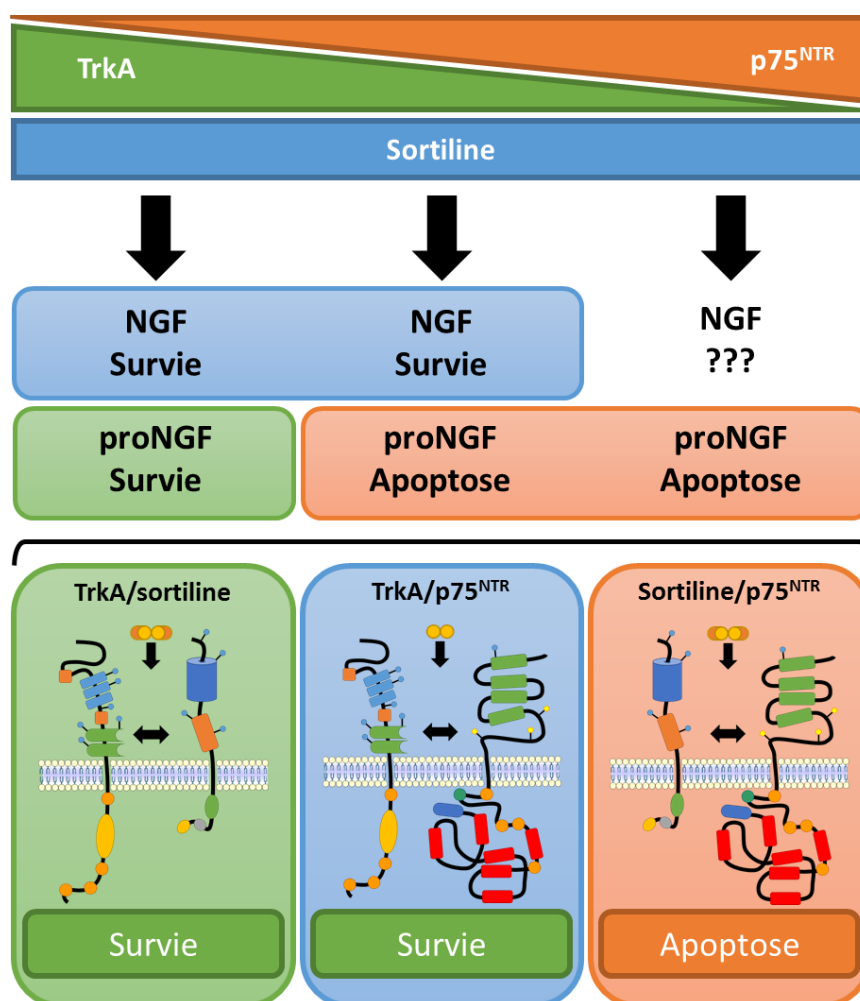 TrkA
p75NTR
Sortiline
NGF
Survie
NGF
Survie
NGF
???
proNGF
Survie
proNGF
Apoptose
proNGF
Apoptose
TrkA/sortiline
TrkA/p75NTR
Sortiline/p75NTR
Survie
Survie
Apoptose